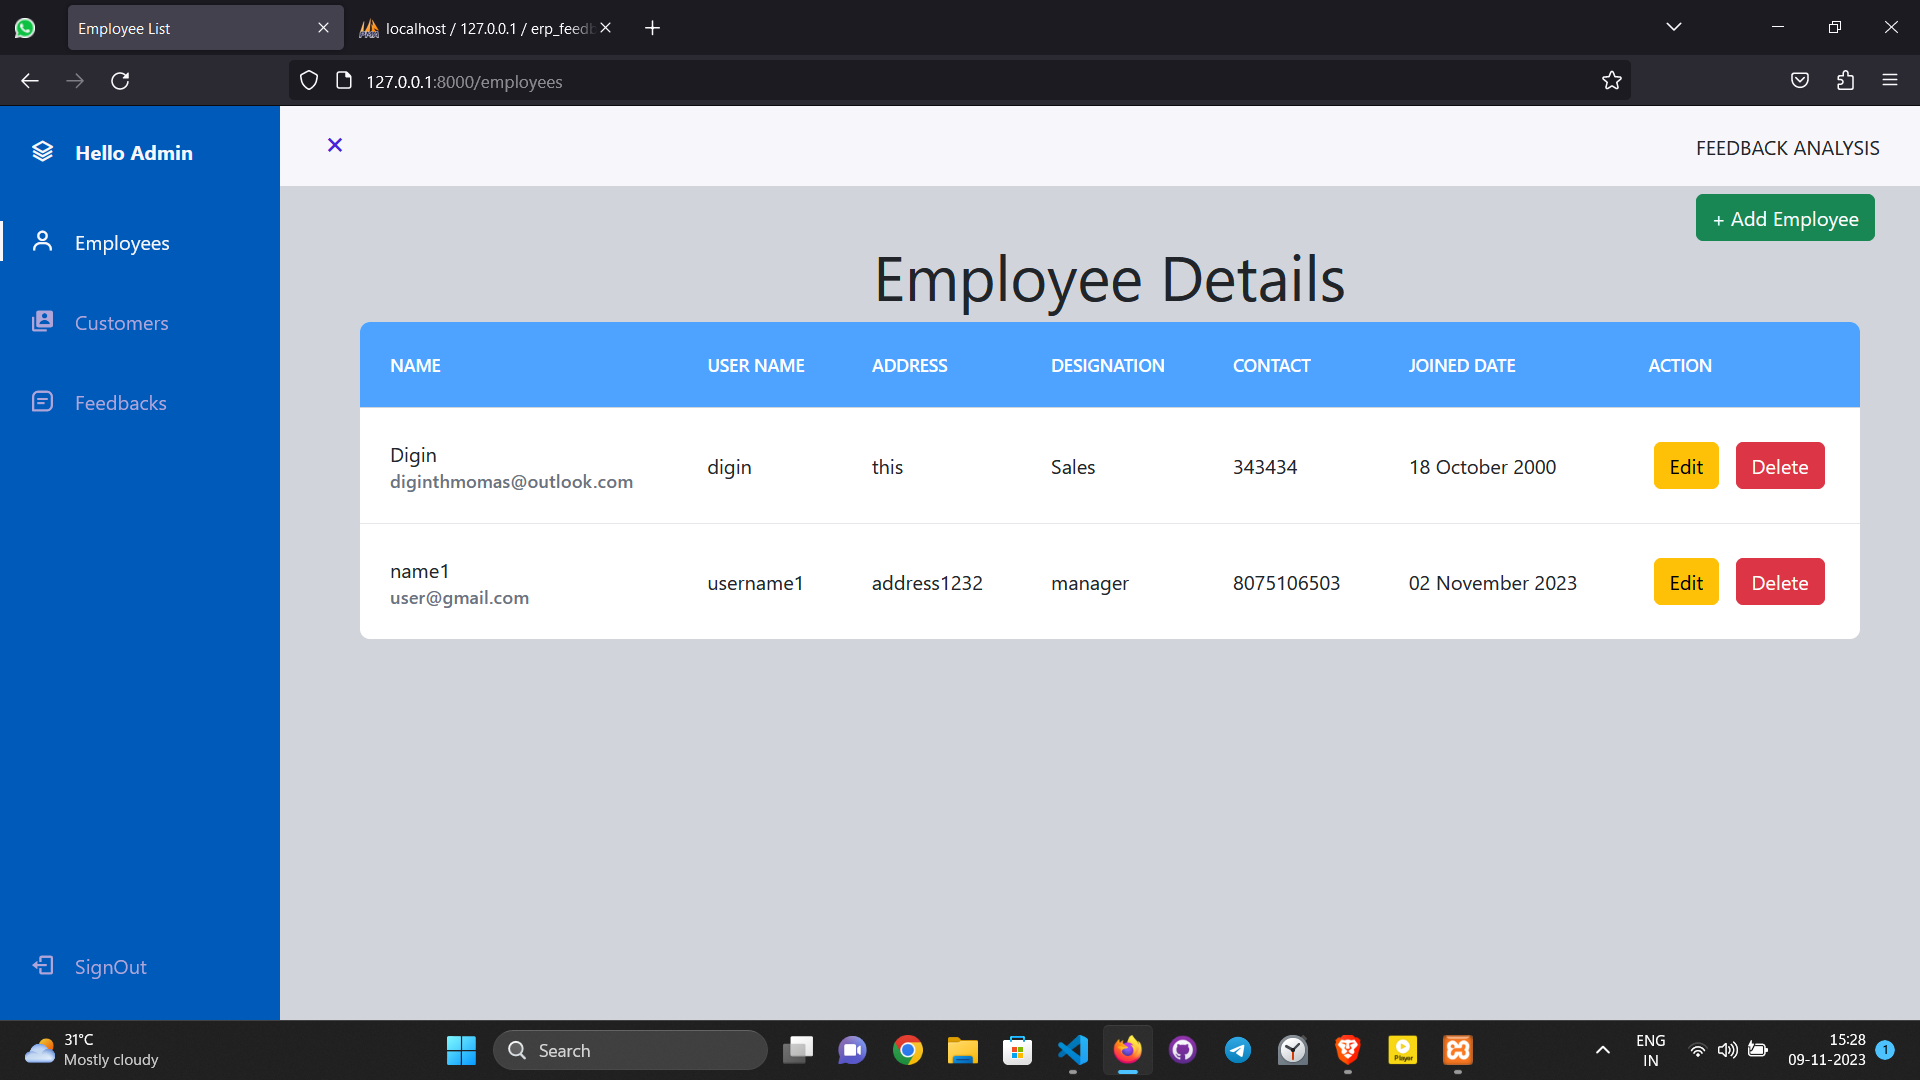 Employee List
localhost / 127.0.0.1 / erp_feedb
127.0.0.1:8000/employees
Hello Admin
FEEDBACK ANALYSIS
+ Add Employee
Employees
Customers
Feedbacks
SignOut
Employee Details
NAME USER NAME ADDRESS DESIGNATION CONTACT JOINED DATE ACTION
Digin
diginthmomas@outlook.com
digin this Sales 343434 18 October 2000 Edit Delete
name1
user@gmail.com
username1 address1232 manager 8075106503 02 November 2023 Edit Delete
31°C
Mostly cloudy
Search
Player
ENG
IN
15:28
09-11-2023
1